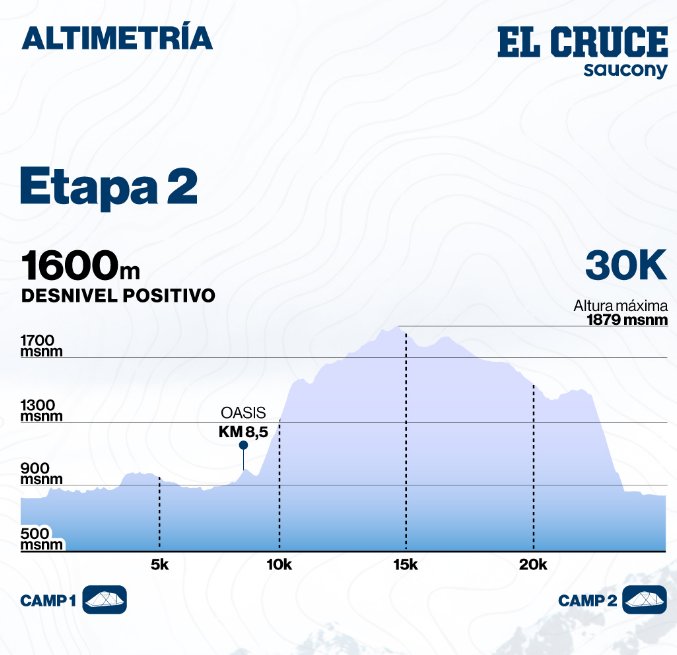 ALTIMETRÍA
EL CRUCE
saucony
Etapa 2
1600m
DESNIVEL POSITIVO
30K
Altura máxima
1879 msnm
1700
msnm
1300
msnm
OASIS
KM 8,5
900
msnm
500
msnm
5k
10k
15k
20k
CAMP 1
CAMP 2